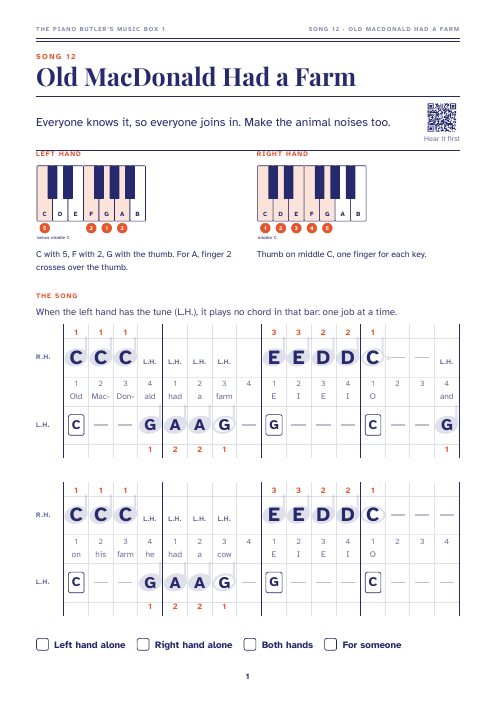 THE PIANO BUTLER'S MUSIC BOX 1 SONG 12 · OLD MACDONALD HAD A FARM
SONG 12
Old MacDonald Had a Farm
Everyone knows it, so everyone joins in. Make the animal noises too.
Hear it first
LEFT HAND RIGHT HAND
C D E F G A B C D E F G A B
5 2 1 2 1 2 3 4 5
below middle C middle C
C with 5, F with 2, G with the thumb. For A, finger 2 Thumb on middle C, one finger for each key.
crosses over the thumb.
THE SONG
When the left hand has the tune (L.H.), it plays no chord in that bar: one job at a time.
1 1 1 3 3 2 2 1
R.H. C C C L.H. L.H. L.H. L.H. E E D D C — — L.H.
1 2 3 4 1 2 3 4 1 2 3 4 1 2 3 4
Old Mac- Don- ald had a farm E I E I O and
L.H. C — — G A A G G — — — C — — G
1 2 2 1 1
1 1 1 3 3 2 2 1
R.H. C C C L.H. L.H. L.H. L.H. E E D D C — — —
1 2 3 4 1 2 3 4 1 2 3 4 1 2 3 4
on his farm he had a cow E I E I O
L.H. C — — G A A G G — — — C — — —
1 2 2 1
Left hand alone Right hand alone Both hands For someone
1